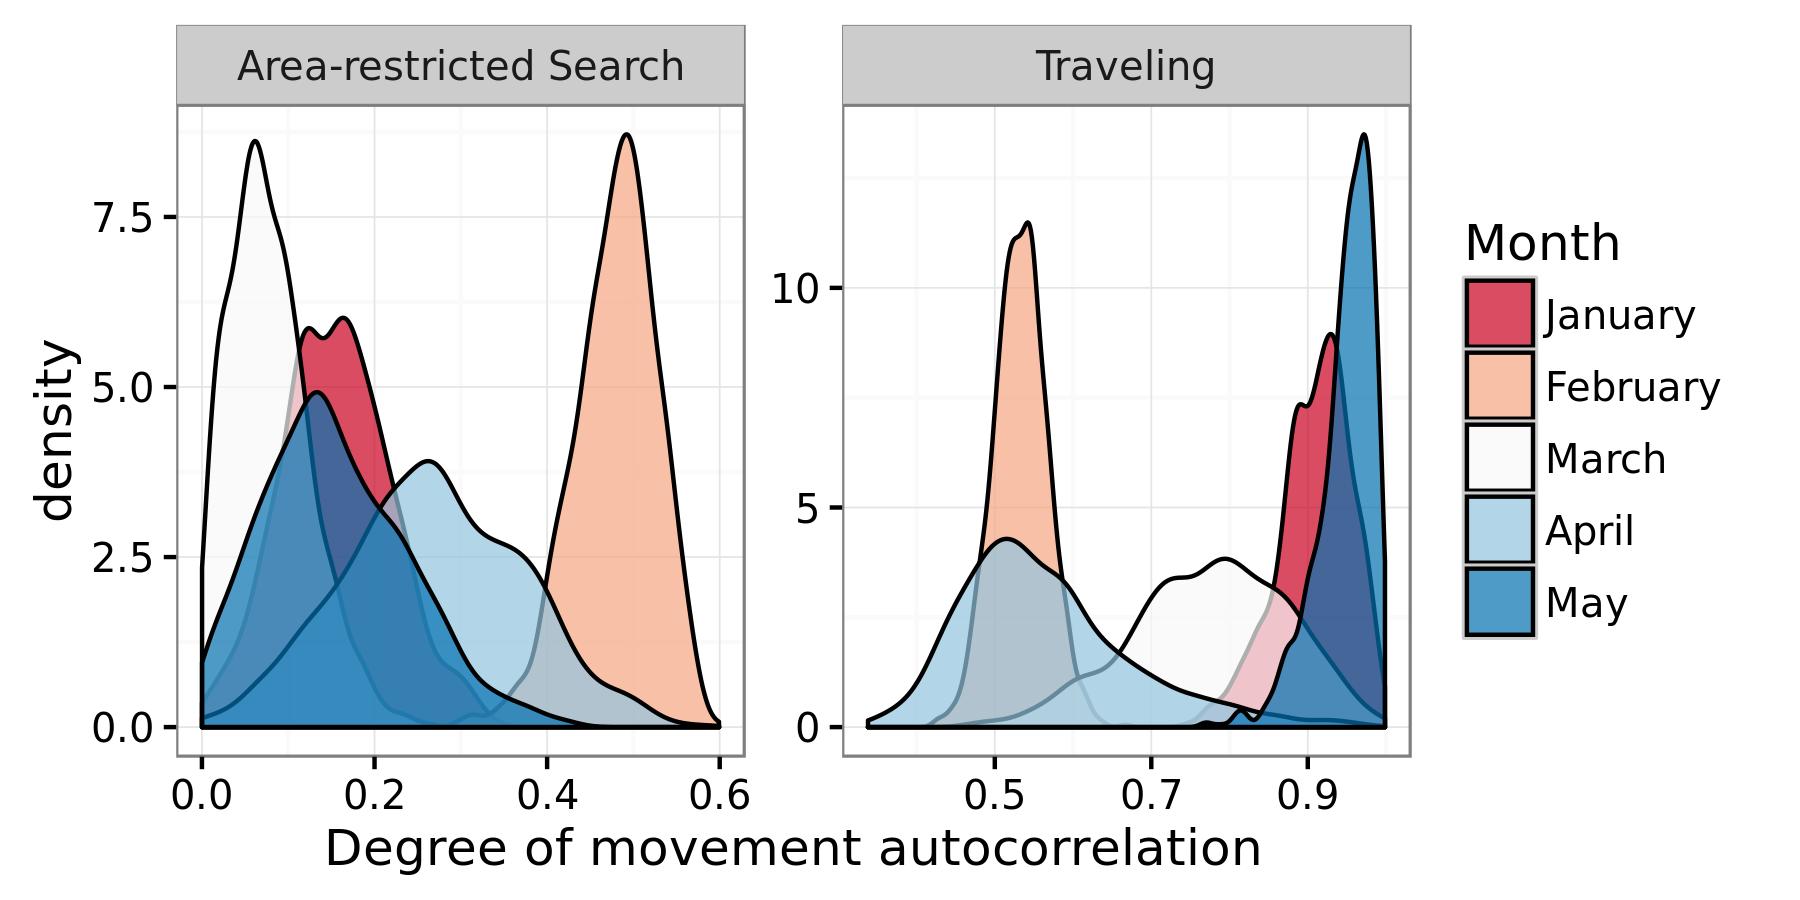 Area-restricted Search
Traveling
density
7.5
5.0
2.5
0.0
10
5
0
0.0 0.2 0.4 0.6
0.5 0.7 0.9
Degree of movement autocorrelation
Month
January
February
March
April
May